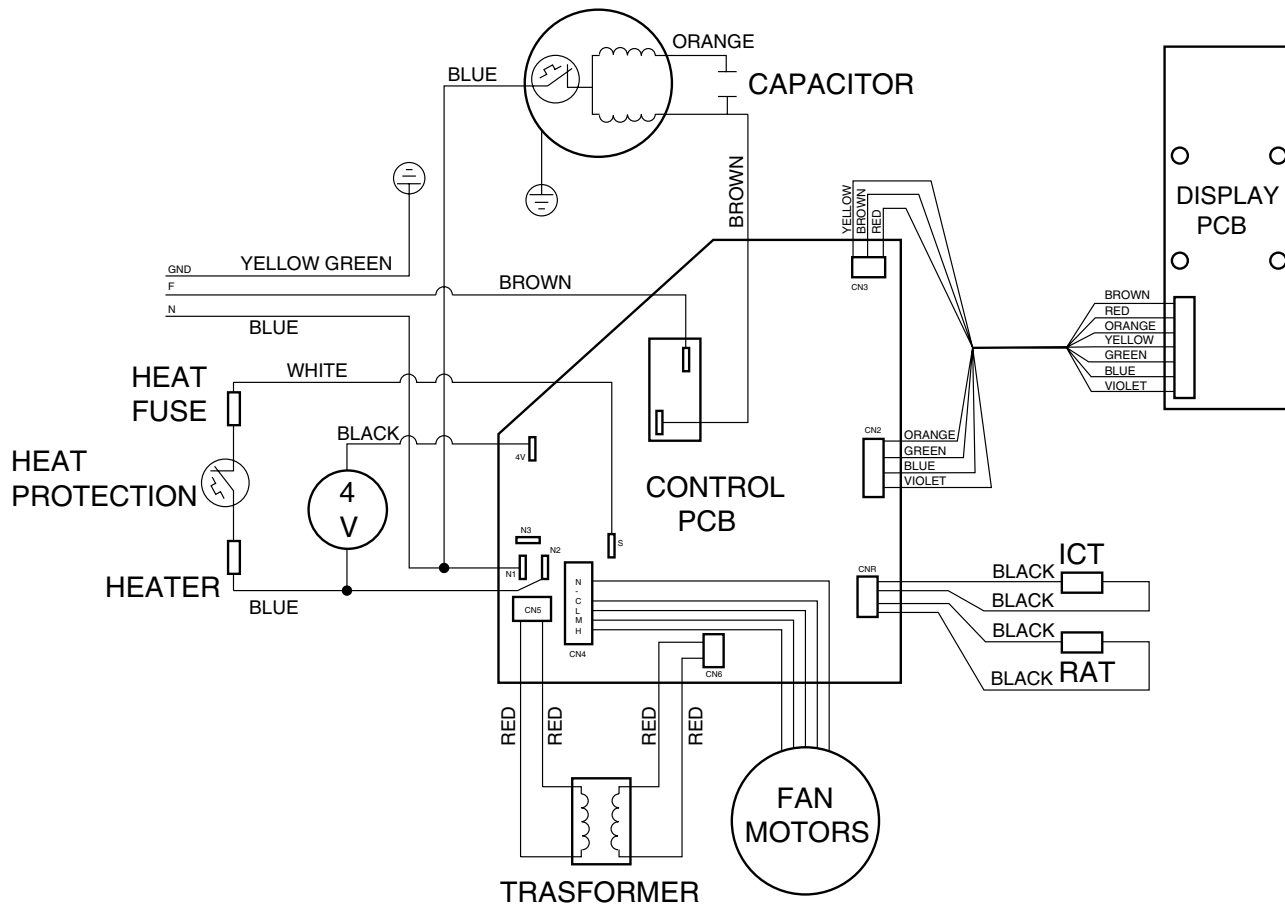 ORANGE
BLUE
CAPACITOR
BROWN
YELLOW
BROWN
RED
CN3
DISPLAY
PCB
GND
YELLOW GREEN
F
BROWN
N
BLUE
BROWN
RED
ORANGE
YELLOW
GREEN
BLUE
VIOLET
HEAT
FUSE
WHITE
BLACK
4V
HEAT
PROTECTION
4
V
CONTROL
PCB
CN2
ORANGE
GREEN
BLUE
VIOLET
N3
N2
N1
S
HEATER
BLUE
CN5
N
-
C
L
M
H
CN4
CN6
CNR
BLACK
ICT
BLACK
BLACK
BLACK
RAT
RED
RED
RED
RED
FAN
MOTORS
TRASFORMER